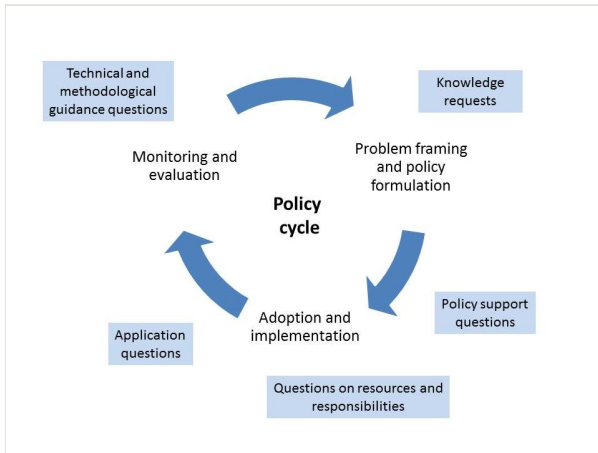 Technical and
methodological
guidance questions
Knowledge
requests
Monitoring and
evaluation
Problem framing
and policy
formulation
Policy
cycle
Adoption and
implementation
Policy support
questions
Application
questions
Questions on resources and
responsibilities